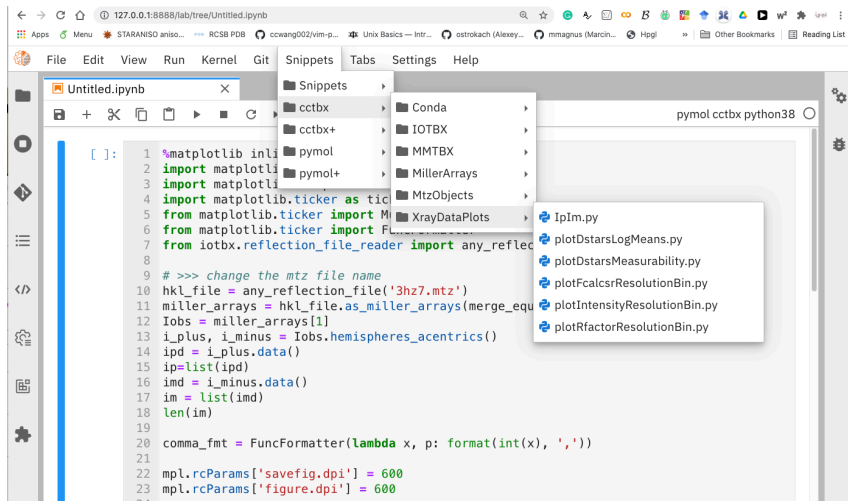 127.0.0.1:8888/lab/tree/Untitled.ipynb
Apps Menu STARANISO aniso... RCSB PDB ccwang002/vim-p... Unix Basics — Intr... ostrokach (Alexey... mmagnus (Marcin... Hpgl » Other Bookmarks Reading List
File Edit View Run Kernel Git Snippets Tabs Settings Help
Untitled.ipynb
pymol cctbx python38
Snippets
cctbx
cctbx+
pymol
pymol+
Conda
IOTBX
MMTBX
MillerArrays
MtzObjects
XrayDataPlots
IpIm.py
plotDstarsLogMeans.py
plotDstarsMeasurability.py
plotFcalcsrResolutionBin.py
plotIntensityResolutionBin.py
plotRfactorResolutionBin.py
[ ]:
1 %matplotlib inli
2 import matplotli
3 import matplotli
4 import matplotlib.ticker as tick
5 from matplotlib.ticker import Mu
6 from matplotlib.ticker import FuncFormatter
7 from iotbx.reflection_file_reader import any_reflec
8
9 # >>> change the mtz file name
10 hkl_file = any_reflection_file('3hz7.mtz')
11 miller_arrays = hkl_file.as_miller_arrays(merge_equ
12 Iobs = miller_arrays[1]
13 i_plus, i_minus = Iobs.hemispheres_acentrics()
14 ipd = i_plus.data()
15 ip=list(ipd)
16 imd = i_minus.data()
17 im = list(imd)
18 len(im)
19
20 comma_fmt = FuncFormatter(lambda x, p: format(int(x), ','))
21
22 mpl.rcParams['savefig.dpi'] = 600
23 mpl.rcParams['figure.dpi'] = 600